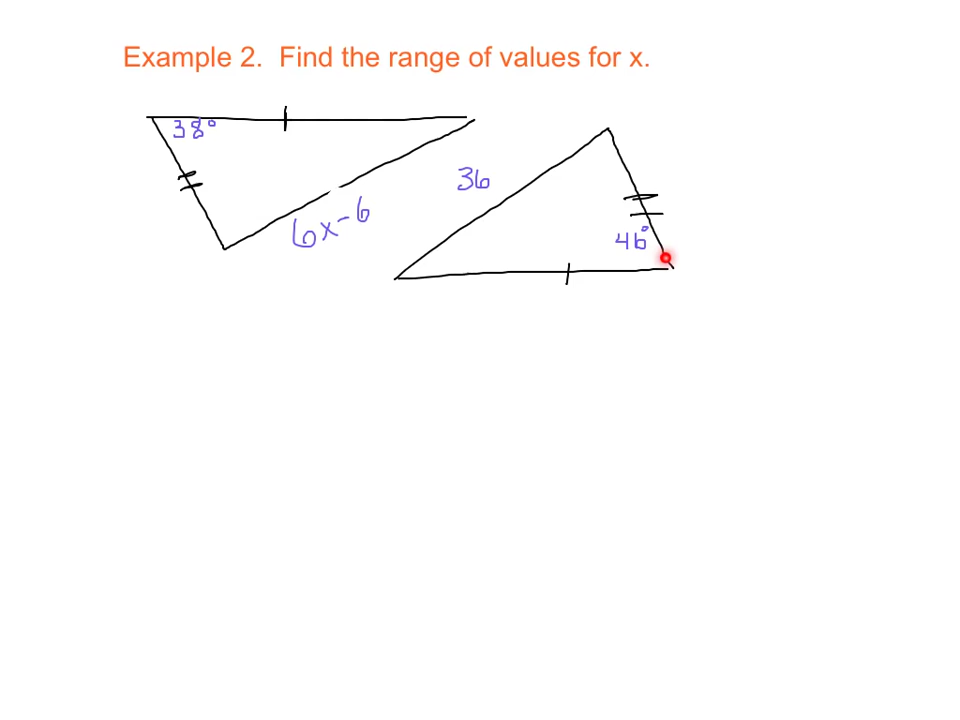 Example 2.  Find the range of values for x.
38°
36
6x-6
46°